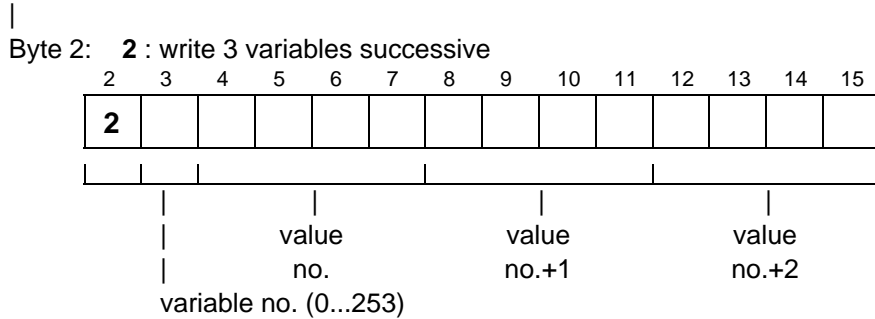 |
Byte 2: 2 : write 3 variables successive
2 3 4 5 6 7 8 9 10 11 12 13 14 15
2
| | | |
| value value value
| no. no.+1 no.+2
variable no. (0...253)